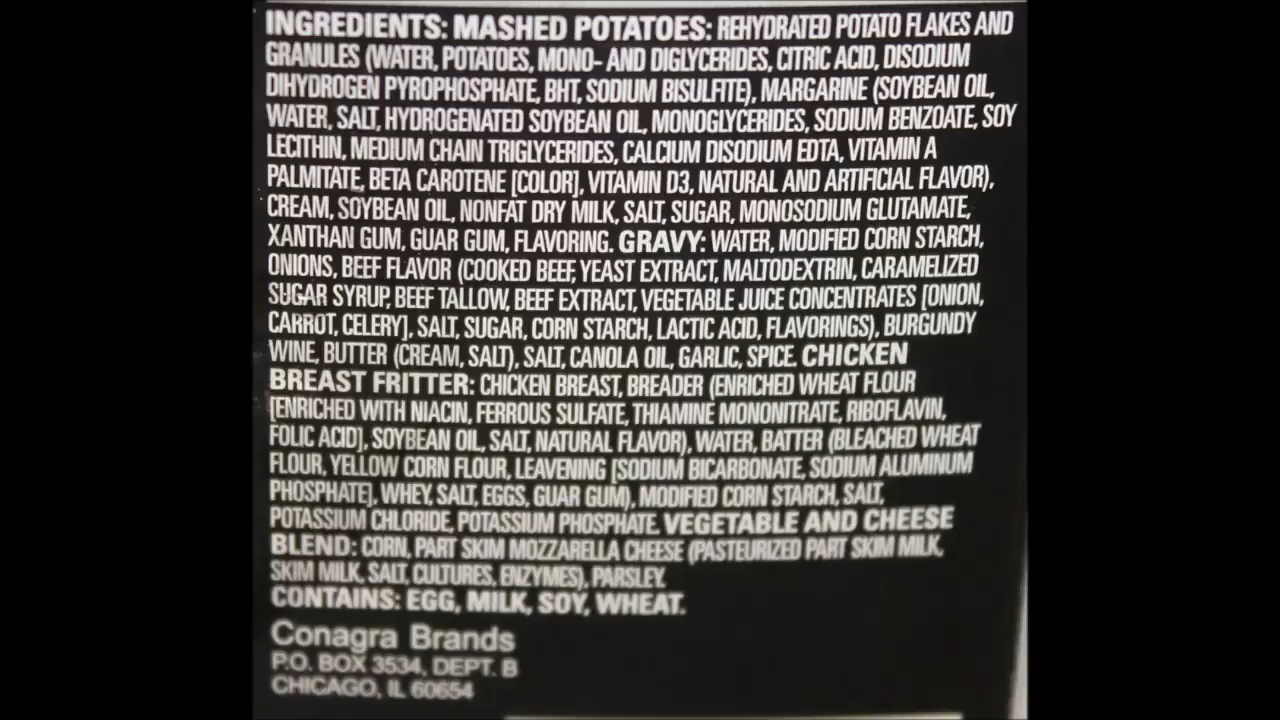 INGREDIENTS: MASHED POTATOES: REHYDRATED POTATO FLAKES AND
GRANULES (WATER, POTATOES, MONO- AND DIGLYCERIDES, CITRIC ACID, DISODIUM
DIHYDROGEN PYROPHOSPHATE, BHT, SODIUM BISULFITE), MARGARINE (SOYBEAN OIL,
WATER, SALT, HYDROGENATED SOYBEAN OIL, MONOGLYCERIDES, SODIUM BENZOATE, SOY
LECITHIN, MEDIUM CHAIN TRIGLYCERIDES, CALCIUM DISODIUM EDTA, VITAMIN A
PALMITATE, BETA CAROTENE [COLOR], VITAMIN D3, NATURAL AND ARTIFICIAL FLAVOR),
CREAM, SOYBEAN OIL, NONFAT DRY MILK, SALT, SUGAR, MONOSODIUM GLUTAMATE,
XANTHAN GUM, GUAR GUM, FLAVORING. GRAVY: WATER, MODIFIED CORN STARCH,
ONIONS, BEEF FLAVOR (COOKED BEEF, YEAST EXTRACT, MALTODEXTRIN, CARAMELIZED
SUGAR SYRUP, BEEF TALLOW, BEEF EXTRACT, VEGETABLE JUICE CONCENTRATES [ONION,
CARROT, CELERY], SALT, SUGAR, CORN STARCH, LACTIC ACID, FLAVORINGS), BURGUNDY
WINE, BUTTER (CREAM, SALT), SALT, CANOLA OIL, GARLIC, SPICE. CHICKEN
BREAST FRITTER: CHICKEN BREAST, BREADER (ENRICHED WHEAT FLOUR
[ENRICHED WITH NIACIN, FERROUS SULFATE, THIAMINE MONONITRATE, RIBOFLAVIN,
FOLIC ACID], SOYBEAN OIL, SALT, NATURAL FLAVOR), WATER, BATTER (BLEACHED WHEAT
FLOUR, YELLOW CORN FLOUR, LEAVENING [SODIUM BICARBONATE, SODIUM ALUMINUM
PHOSPHATE], WHEY, SALT, EGGS, GUAR GUM), MODIFIED CORN STARCH, SALT,
POTASSIUM CHLORIDE, POTASSIUM PHOSPHATE. VEGETABLE AND CHEESE
BLEND: CORN, PART SKIM MOZZARELLA CHEESE (PASTEURIZED PART SKIM MILK,
SKIM MILK, SALT, CULTURES, ENZYMES), PARSLEY.
CONTAINS: EGG, MILK, SOY, WHEAT.
Conagra Brands
P.O. BOX 3534, DEPT. B
CHICAGO, IL 60654